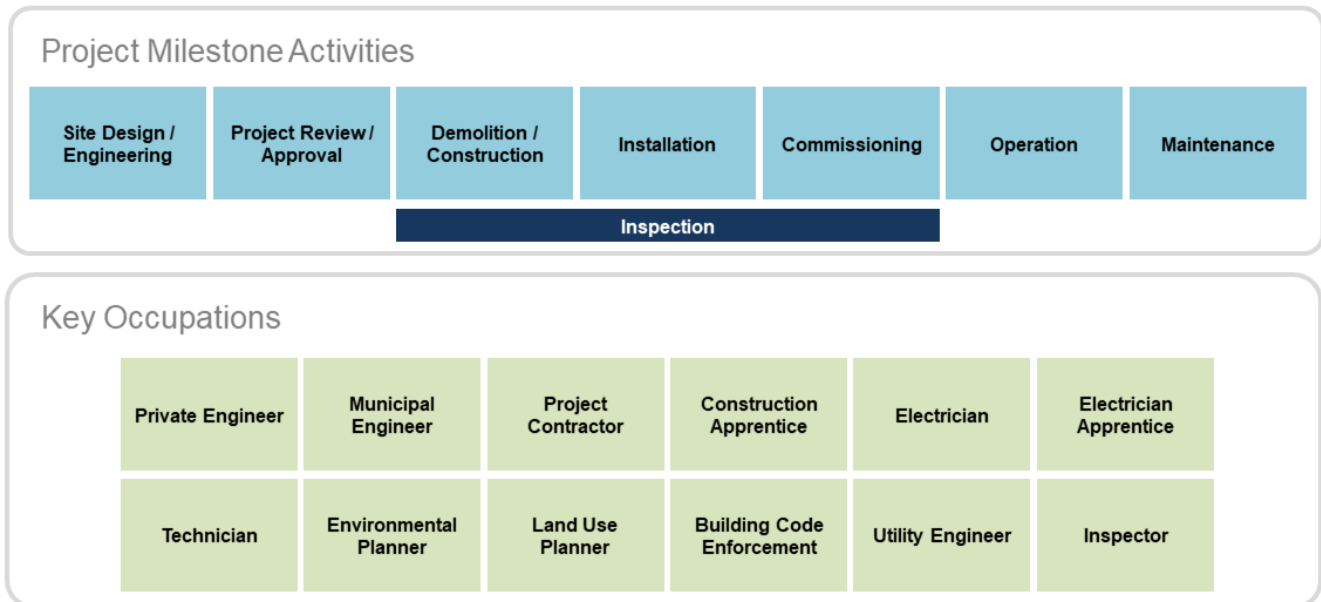 Project Milestone Activities
Site Design /
Engineering
Project Review /
Approval
Demolition /
Construction
Installation
Commissioning
Operation
Maintenance
Inspection
Key Occupations
Private Engineer
Municipal
Engineer
Project
Contractor
Construction
Apprentice
Electrician
Electrician
Apprentice
Technician
Environmental
Planner
Land Use
Planner
Building Code
Enforcement
Utility Engineer
Inspector